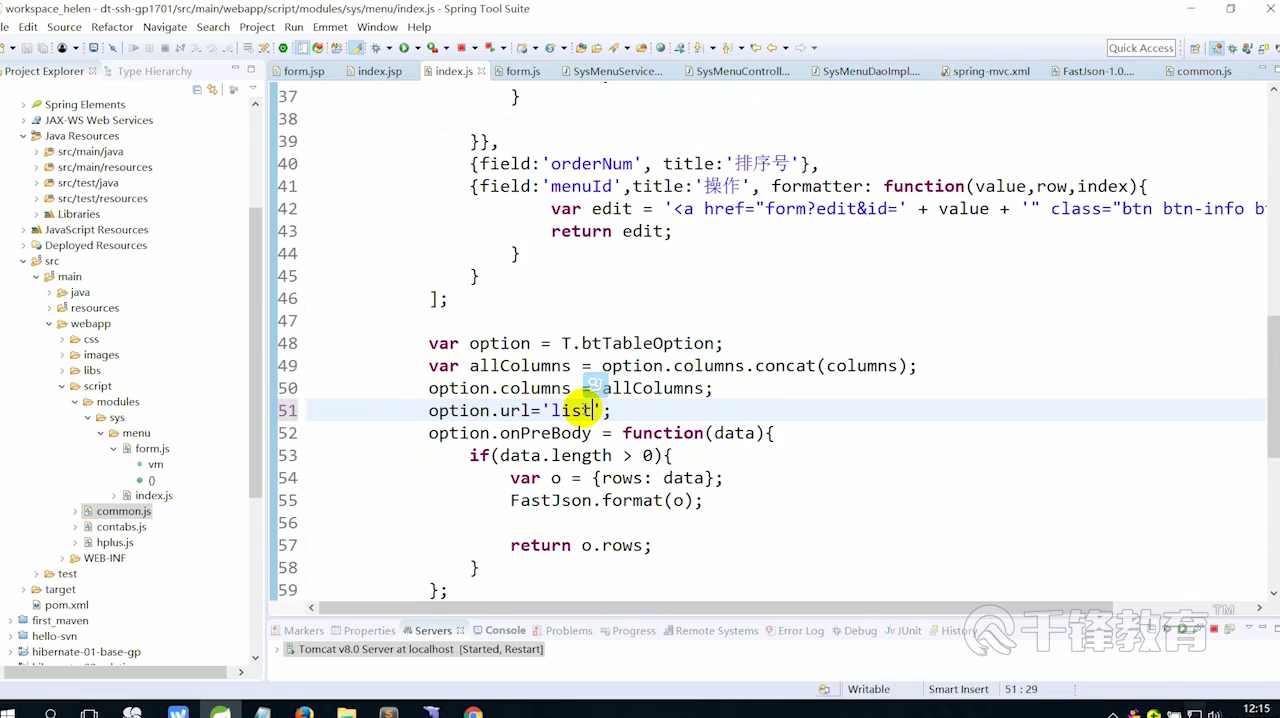 workspace_helen - dt-ssh-gp1701/src/main/webapp/script/modules/sys/menu/index.js - Spring Tool Suite
Edit Source Refactor Navigate Search Project Run Emmet Window Help
Quick Access
Project Explorer Type Hierarchy
form.jsp index.jsp index.js form.js SysMenuService... SysMenuControll... SysMenuDaoImpl.... spring-mvc.xml FastJson-1.0.... common.js
Spring Elements
JAX-WS Web Services
Java Resources
src/main/java
src/main/resources
src/test/java
src/test/resources
Libraries
JavaScript Resources
Deployed Resources
src
main
java
resources
webapp
css
images
libs
script
modules
sys
menu
form.js
vm
()
index.js
common.js
contabs.js
hplus.js
WEB-INF
test
target
pom.xml
first_maven
hello-svn
hibernate-01-base-gp
37 }
38
39 }},
40 {field:'orderNum', title:'排序号'},
41 {field:'menuId',title:'操作', formatter: function(value,row,index){
42 var edit = '<a href="form?edit&id=' + value + '" class="btn btn-info b
43 return edit;
44 }
45 }
46 ];
47
48 var option = T.btTableOption;
49 var allColumns = option.columns.concat(columns);
50 option.columns = allColumns;
51 option.url='list';
52 option.onPreBody = function(data){
53 if(data.length > 0){
54 var o = {rows: data};
55 FastJson.format(o);
56
57 return o.rows;
58 }
59 };
Markers Properties Servers Console Problems Progress Remote Systems Error Log Debug JUnit History
Tomcat v8.0 Server at localhost [Started, Restart]
千锋教育 TM
Writable Smart Insert 51 : 29
12:15